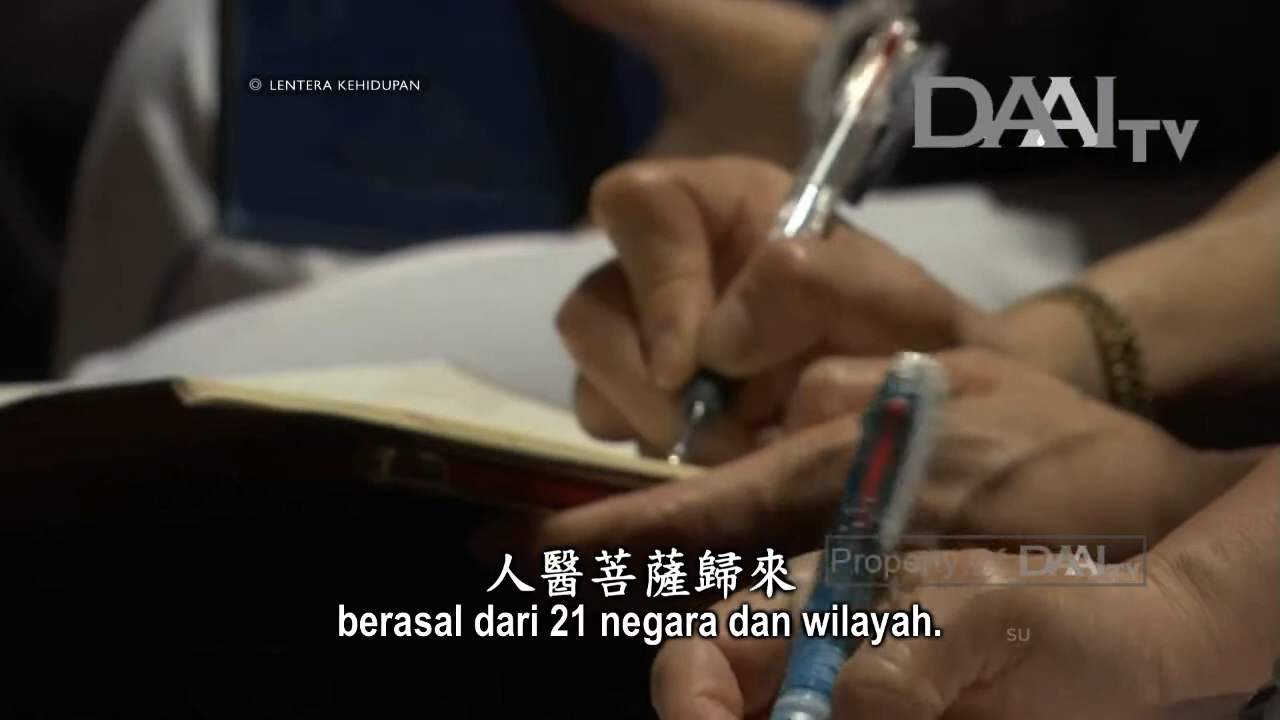 ◎ LENTERA KEHIDUPAN
DAAI TV
Property of DAAI TV
人醫菩薩歸來
berasal dari 21 negara dan wilayah.
SU